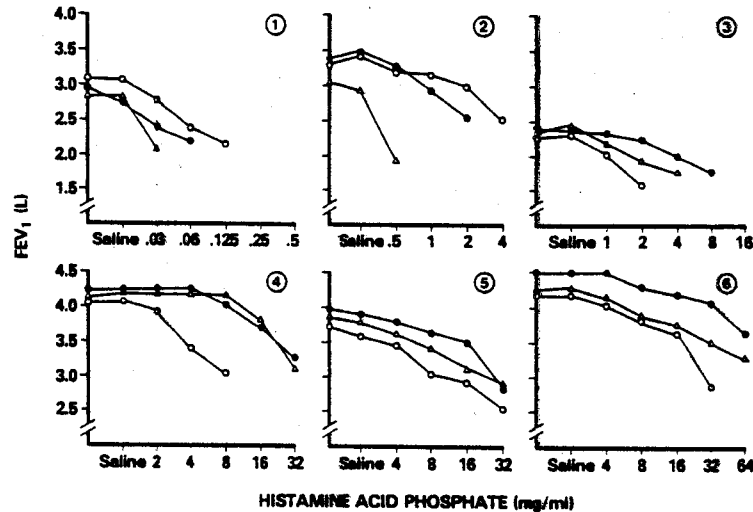 1
2
3
4.0
3.5
3.0
2.5
2.0
1.5
Saline .03 .06 .125 .25 .5
Saline .5 1 2 4
Saline 1 2 4 8 16
FEV1 (L)
4
5
6
4.5
4.0
3.5
3.0
2.5
Saline 2 4 8 16 32
Saline 4 8 16 32
Saline 4 8 16 32 64
HISTAMINE ACID PHOSPHATE (mg/ml)